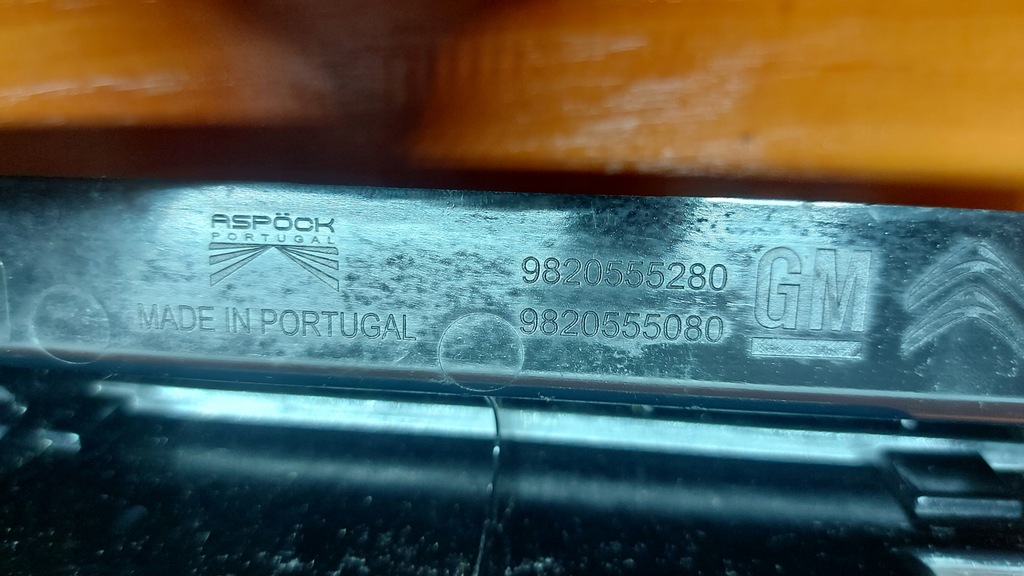 ASPÖCK
PORTUGAL
MADE IN PORTUGAL
9820555280
9820555080
GM